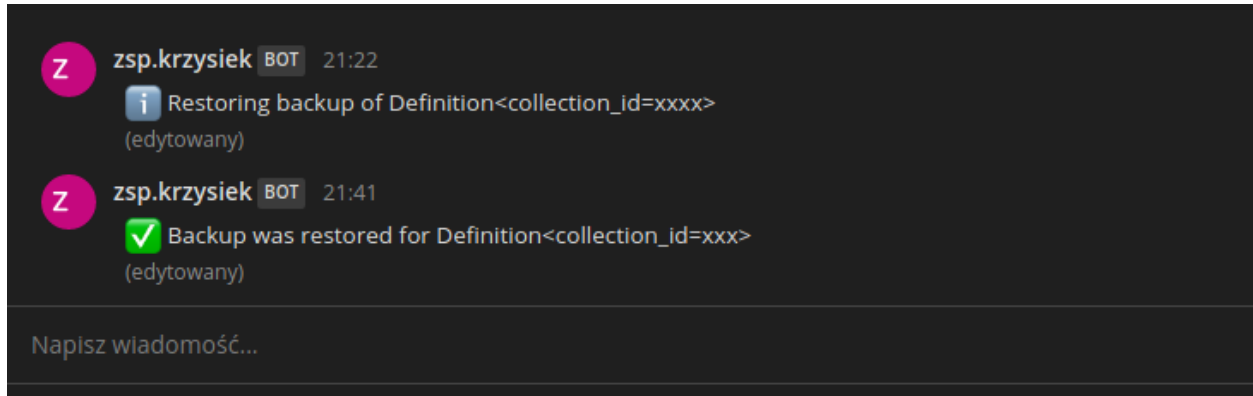 Z zsp.krzysiek BOT 21:22
i Restoring backup of Definition<collection_id=xxxx>
(edytowany)
Z zsp.krzysiek BOT 21:41
Backup was restored for Definition<collection_id=xxx>
(edytowany)
Napisz wiadomość...